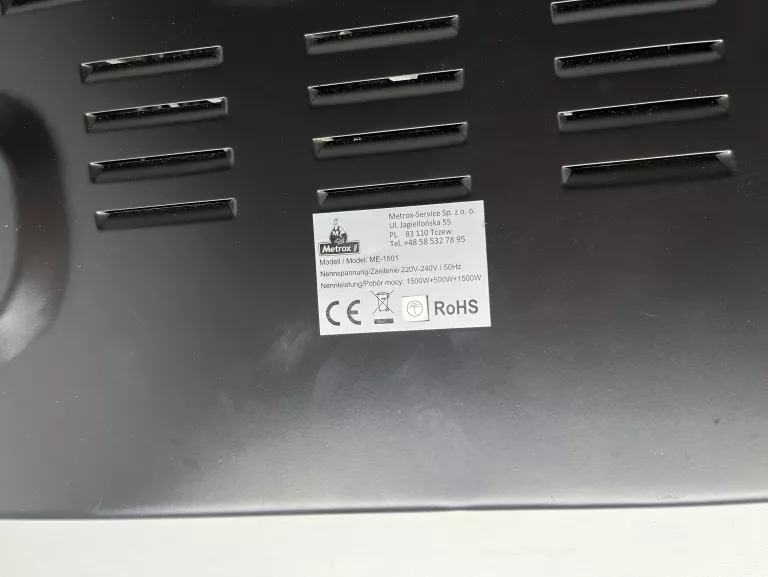 Metrox
Metrox-Service Sp. z o. o.
Ul. Jagiellońska 55
PL 83 110 Tczew
Tel. +48 58 532 78 95
Modell / Model: ME-1501
Nennspannung/Zasilenie:220V-240V / 50Hz
Nennleistung/Pobór mocy: 1500W+500W+1500W
CE RoHS